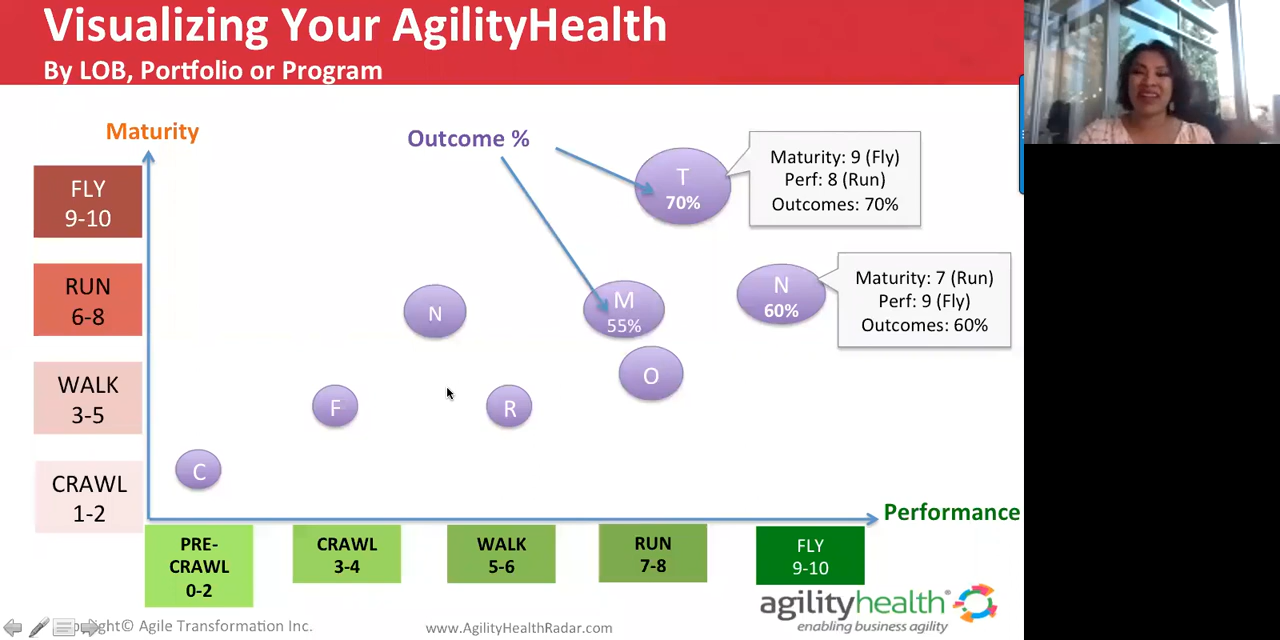 Visualizing Your AgilityHealth
By LOB, Portfolio or Program
Maturity
Outcome %
FLY
9-10
RUN
6-8
WALK
3-5
CRAWL
1-2
T
70%
Maturity: 9 (Fly)
Perf: 8 (Run)
Outcomes: 70%
N
60%
Maturity: 7 (Run)
Perf: 9 (Fly)
Outcomes: 60%
N
M
55%
O
F
R
C
Performance
PRE-
CRAWL
0-2
CRAWL
3-4
WALK
5-6
RUN
7-8
FLY
9-10
agilityhealth®
enabling business agility
© Agile Transformation Inc.
www.AgilityHealthRadar.com